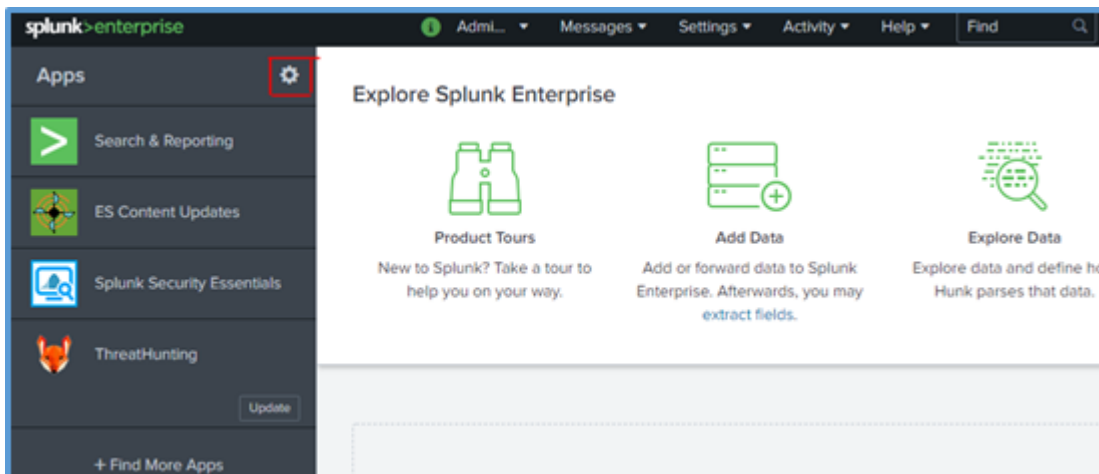 splunk>enterprise
i Admi... Messages Settings Activity Help Find
Apps
Search & Reporting
ES Content Updates
Splunk Security Essentials
ThreatHunting
Update
+ Find More Apps
Explore Splunk Enterprise
Product Tours
New to Splunk? Take a tour to
help you on your way.
Add Data
Add or forward data to Splunk
Enterprise. Afterwards, you may
extract fields.
Explore Data
Explore data and define ho
Hunk parses that data.